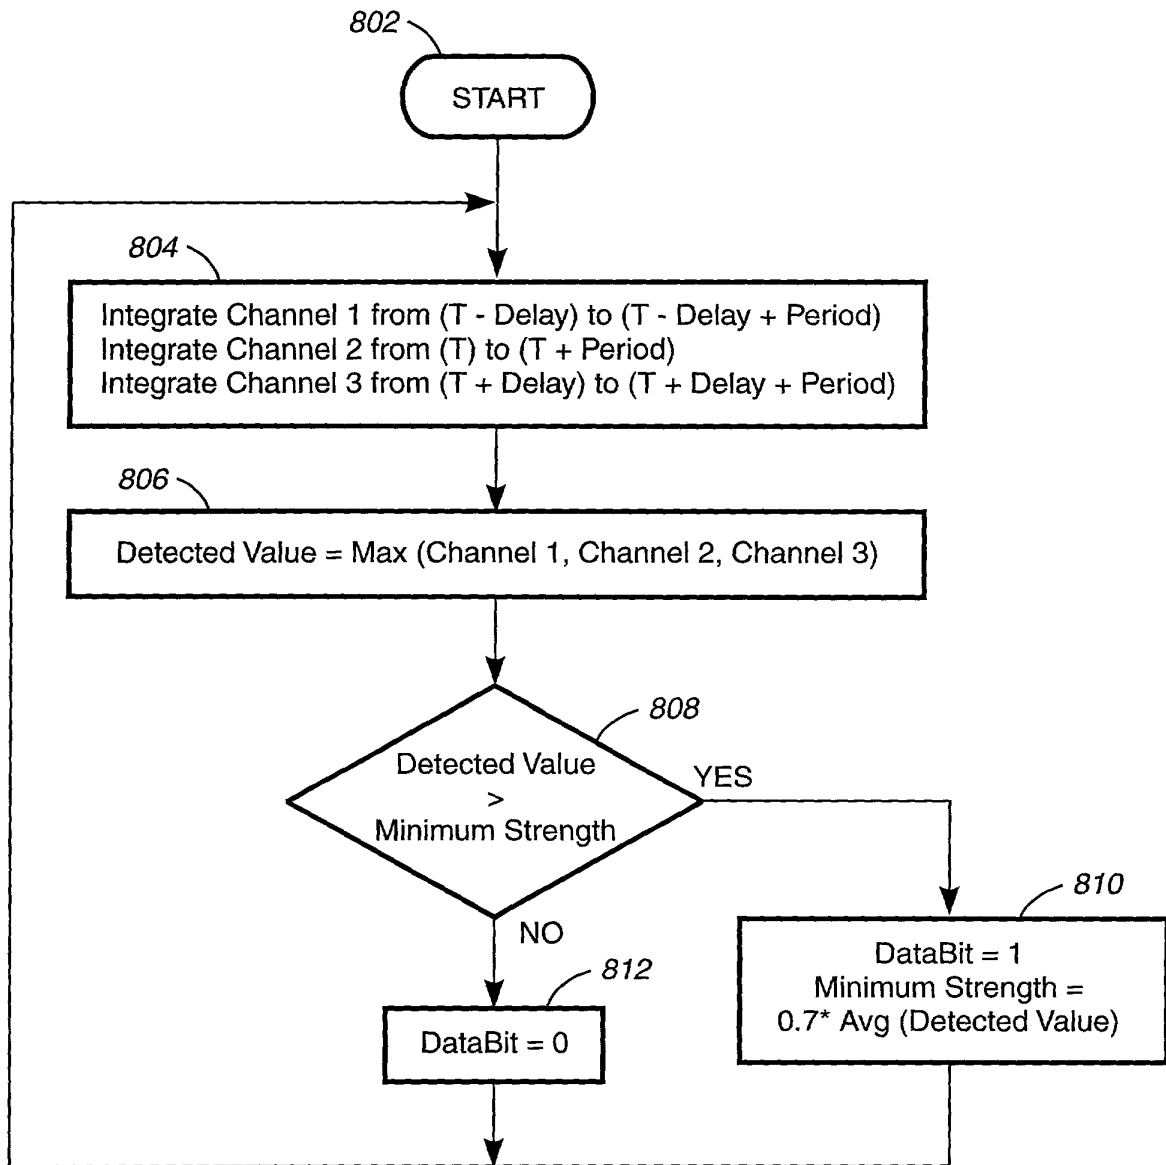 802
START
804
Integrate Channel 1 from (T - Delay) to (T - Delay + Period)
Integrate Channel 2 from (T) to (T + Period)
Integrate Channel 3 from (T + Delay) to (T + Delay + Period)
806
Detected Value = Max (Channel 1, Channel 2, Channel 3)
808
Detected Value
>
Minimum Strength
YES
NO
810
DataBit = 1
Minimum Strength =
0.7* Avg (Detected Value)
812
DataBit = 0